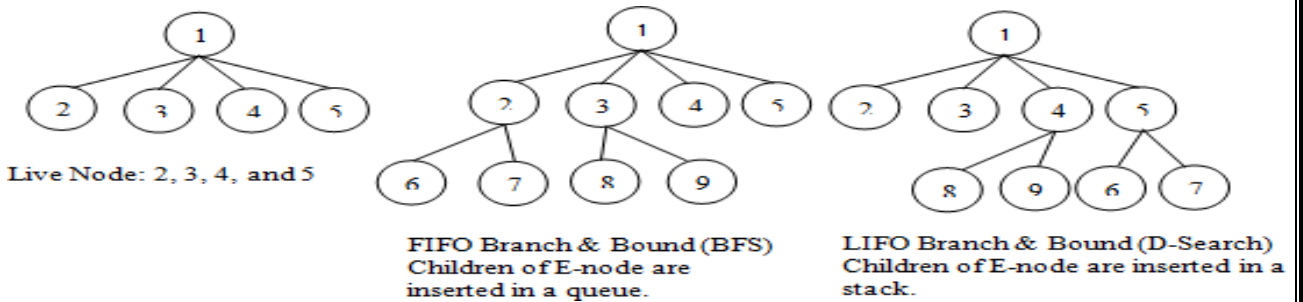 1
2 3 4 5
Live Node: 2, 3, 4, and 5
1
2 3 4 5
6 7 8 9
FIFO Branch & Bound (BFS)
Children of E-node are
inserted in a queue.
1
2 3 4 5
8 9 6 7
LIFO Branch & Bound (D-Search)
Children of E-node are inserted in a
stack.